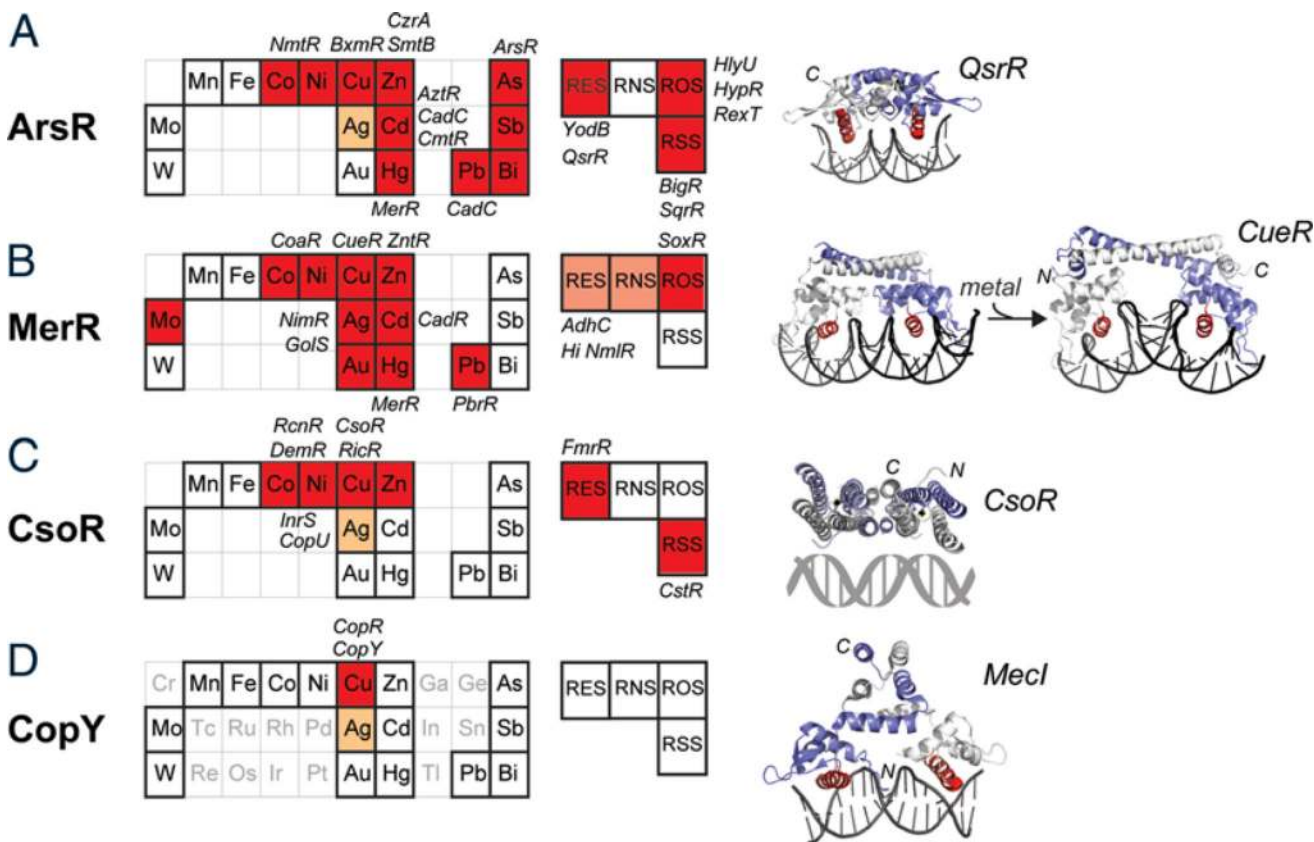 A
ArsR
CzrA
NmtR BxmR SmtB ArsR
Mn Fe Co Ni Cu Zn As
Mo Ag Cd Sb
W Au Hg Pb Bi
AztR
CadC
CmtR
MerR CadC
RES RNS ROS
RSS
HlyU
HypR
RexT
YodB
QsrR
BigR
SqrR
C
QsrR
B
MerR
CoaR CueR ZntR
Mn Fe Co Ni Cu Zn As
Mo Ag Cd Sb
W Au Hg Pb Bi
NimR
GolS
CadR
MerR PbrR
SoxR
RES RNS ROS
RSS
AdhC
Hi NmlR
metal
N
C
CueR
C
CsoR
RcnR CsoR
DemR RicR
Mn Fe Co Ni Cu Zn As
Mo Ag Cd Sb
W Au Hg Pb Bi
InrS
CopU
FmrR
RES RNS ROS
RSS
CstR
C N
CsoR
D
CopY
CopR
CopY
Cr Mn Fe Co Ni Cu Zn Ga Ge As
Mo Tc Ru Rh Pd Ag Cd In Sn Sb
W Re Os Ir Pt Au Hg Tl Pb Bi
RES RNS ROS
RSS
C
N
MecI